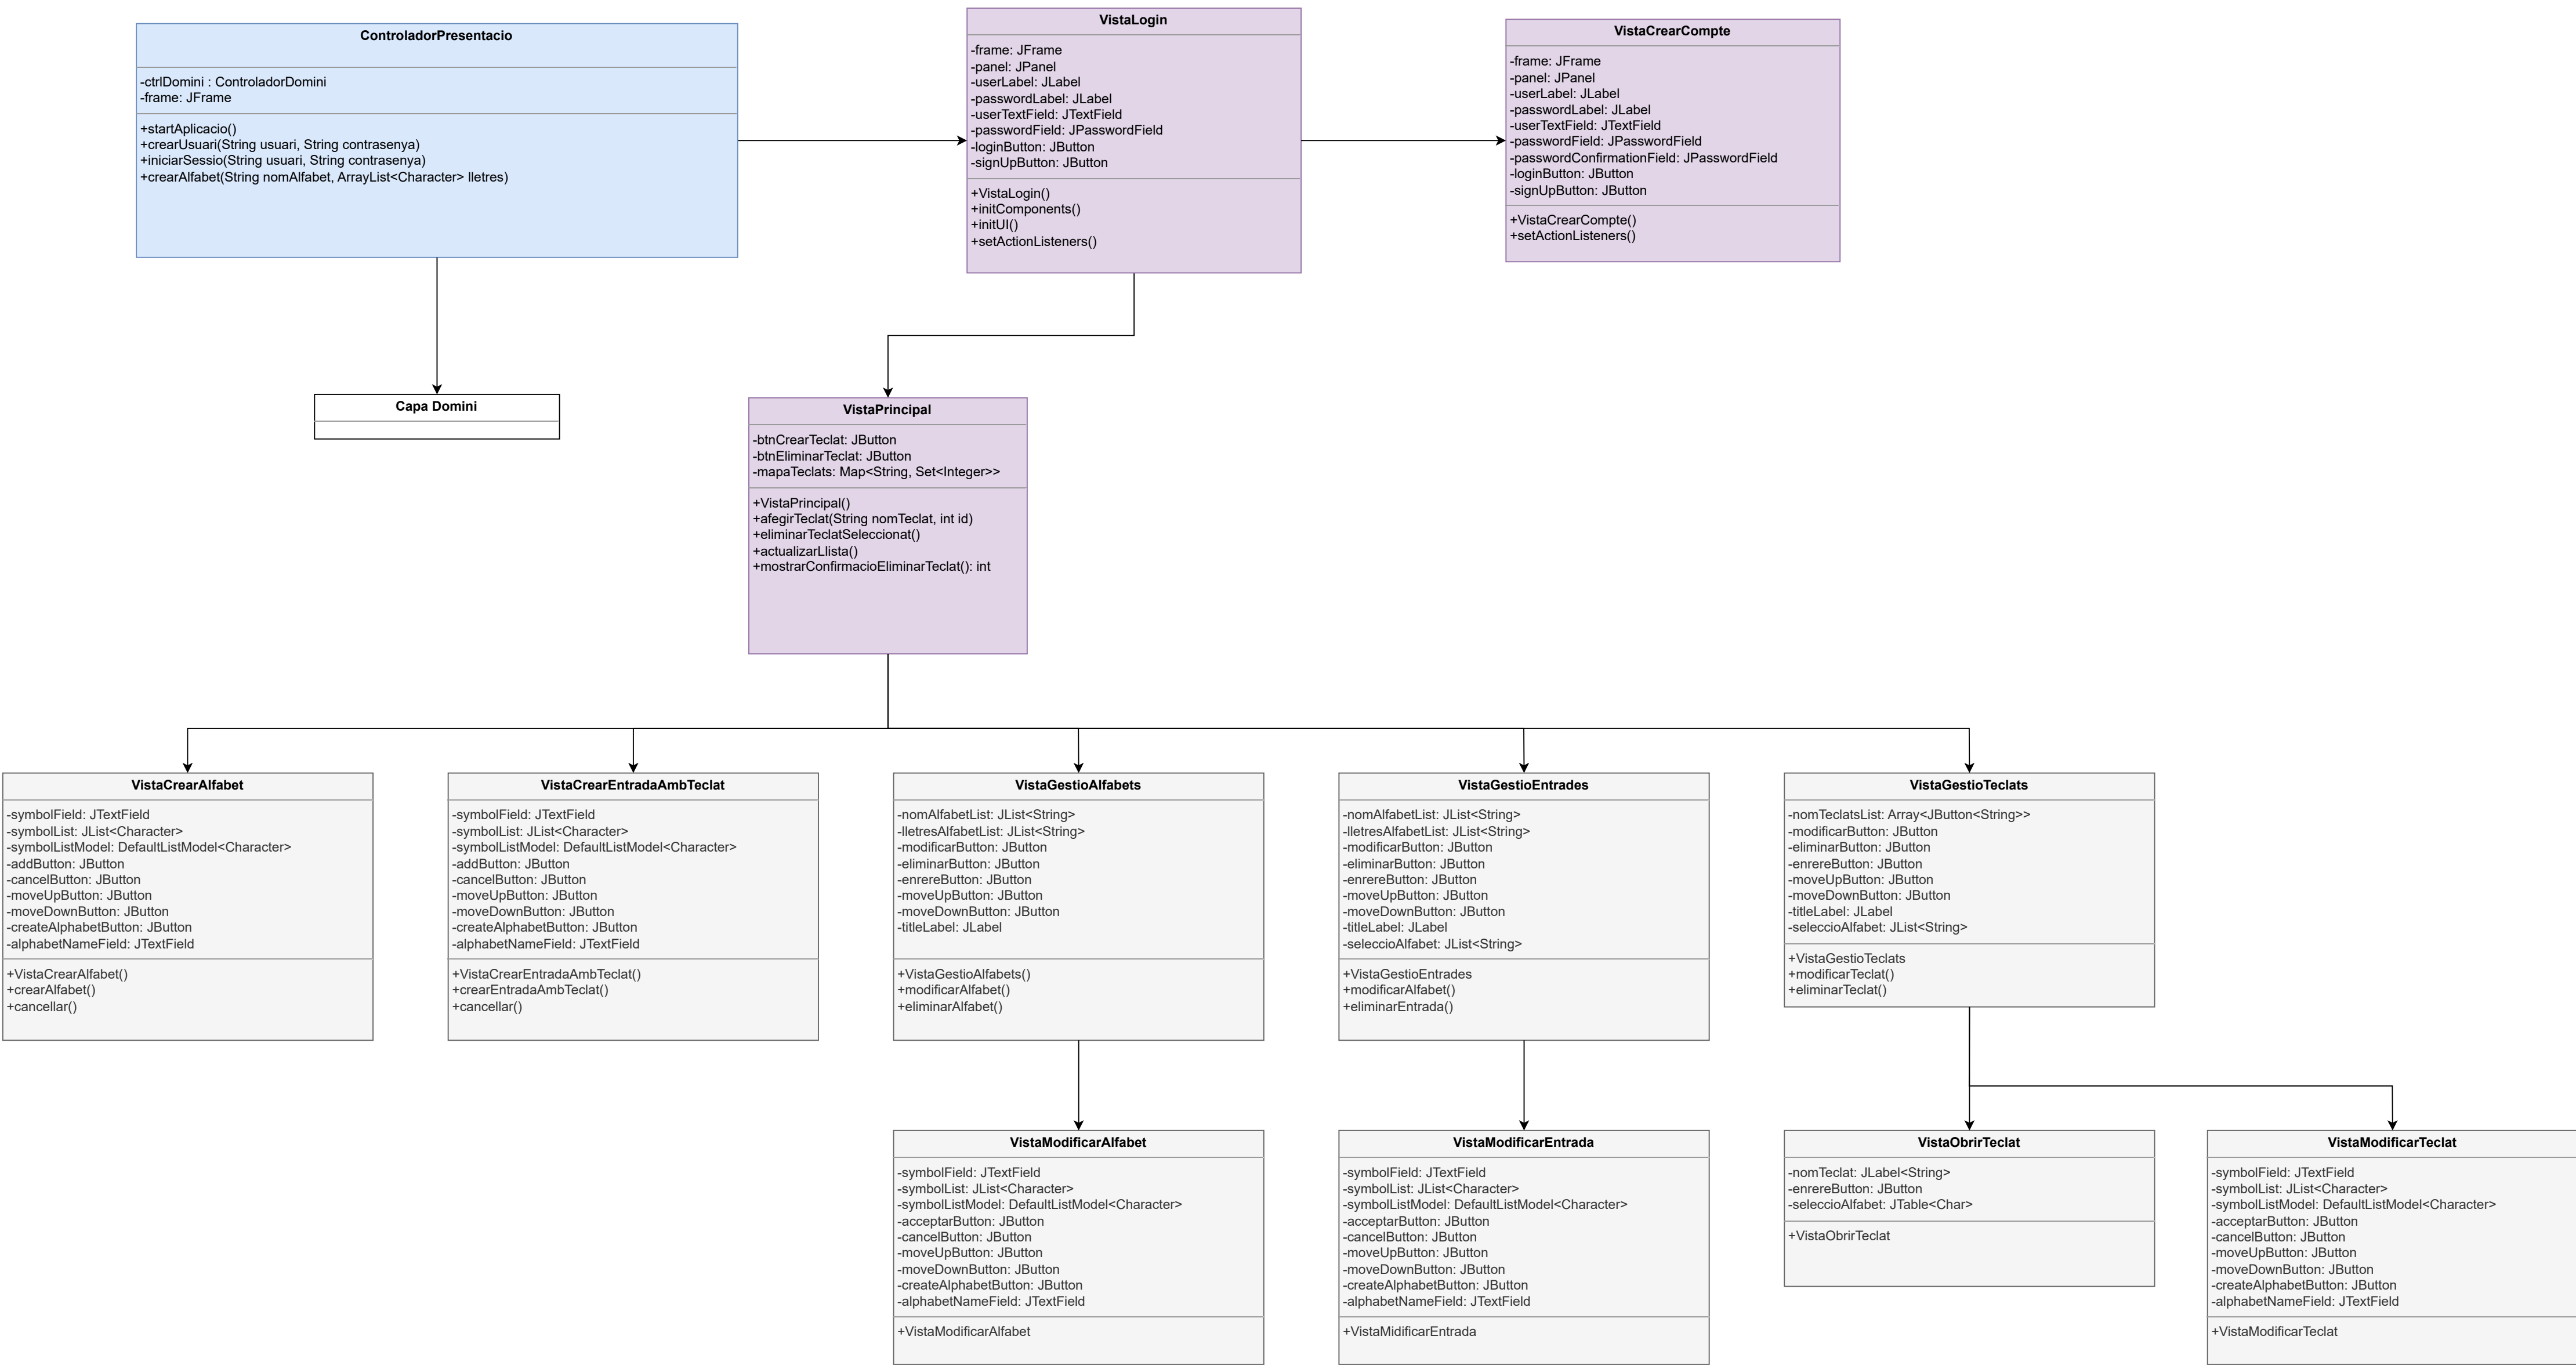 ControladorPresentacio
-ctrlDomini : ControladorDomini
-frame: JFrame
+startAplicacio()
+crearUsuari(String usuari, String contrasenya)
+iniciarSessio(String usuari, String contrasenya)
+crearAlfabet(String nomAlfabet, ArrayList<Character> lletres)
VistaLogin
-frame: JFrame
-panel: JPanel
-userLabel: JLabel
-passwordLabel: JLabel
-userTextField: JTextField
-passwordField: JPasswordField
-loginButton: JButton
-signUpButton: JButton
+VistaLogin()
+initComponents()
+initUI()
+setActionListeners()
VistaCrearCompte
-frame: JFrame
-panel: JPanel
-userLabel: JLabel
-passwordLabel: JLabel
-userTextField: JTextField
-passwordField: JPasswordField
-passwordConfirmationField: JPasswordField
-loginButton: JButton
-signUpButton: JButton
+VistaCrearCompte()
+setActionListeners()
Capa Domini
VistaPrincipal
-btnCrearTeclat: JButton
-btnEliminarTeclat: JButton
-mapaTeclats: Map<String, Set<Integer>>
+VistaPrincipal()
+afegirTeclat(String nomTeclat, int id)
+eliminarTeclatSeleccionat()
+actualizarLlista()
+mostrarConfirmacioEliminarTeclat(): int
VistaCrearAlfabet
-symbolField: JTextField
-symbolList: JList<Character>
-symbolListModel: DefaultListModel<Character>
-addButton: JButton
-cancelButton: JButton
-moveUpButton: JButton
-moveDownButton: JButton
-createAlphabetButton: JButton
-alphabetNameField: JTextField
+VistaCrearAlfabet()
+crearAlfabet()
+cancellar()
VistaCrearEntradaAmbTeclat
-symbolField: JTextField
-symbolList: JList<Character>
-symbolListModel: DefaultListModel<Character>
-addButton: JButton
-cancelButton: JButton
-moveUpButton: JButton
-moveDownButton: JButton
-createAlphabetButton: JButton
-alphabetNameField: JTextField
+VistaCrearEntradaAmbTeclat()
+crearEntradaAmbTeclat()
+cancellar()
VistaGestioAlfabets
-nomAlfabetList: JList<String>
-lletresAlfabetList: JList<String>
-modificarButton: JButton
-eliminarButton: JButton
-enrereButton: JButton
-moveUpButton: JButton
-moveDownButton: JButton
-titleLabel: JLabel
+VistaGestioAlfabets()
+modificarAlfabet()
+eliminarAlfabet()
VistaGestioEntrades
-nomAlfabetList: JList<String>
-lletresAlfabetList: JList<String>
-modificarButton: JButton
-eliminarButton: JButton
-enrereButton: JButton
-moveUpButton: JButton
-moveDownButton: JButton
-titleLabel: JLabel
-seleccioAlfabet: JList<String>
+VistaGestioEntrades
+modificarAlfabet()
+eliminarEntrada()
VistaGestioTeclats
-nomTeclatsList: Array<JButton<String>>
-modificarButton: JButton
-eliminarButton: JButton
-enrereButton: JButton
-moveUpButton: JButton
-moveDownButton: JButton
-titleLabel: JLabel
-seleccioAlfabet: JList<String>
+VistaGestioTeclats
+modificarTeclat()
+eliminarTeclat()
VistaModificarAlfabet
-symbolField: JTextField
-symbolList: JList<Character>
-symbolListModel: DefaultListModel<Character>
-acceptarButton: JButton
-cancelButton: JButton
-moveUpButton: JButton
-moveDownButton: JButton
-createAlphabetButton: JButton
-alphabetNameField: JTextField
+VistaModificarAlfabet
VistaModificarEntrada
-symbolField: JTextField
-symbolList: JList<Character>
-symbolListModel: DefaultListModel<Character>
-acceptarButton: JButton
-cancelButton: JButton
-moveUpButton: JButton
-moveDownButton: JButton
-createAlphabetButton: JButton
-alphabetNameField: JTextField
+VistaMidificarEntrada
VistaObrirTeclat
-nomTeclat: JLabel<String>
-enrereButton: JButton
-seleccioAlfabet: JTable<Char>
+VistaObrirTeclat
VistaModificarTeclat
-symbolField: JTextField
-symbolList: JList<Character>
-symbolListModel: DefaultListModel<Character>
-acceptarButton: JButton
-cancelButton: JButton
-moveUpButton: JButton
-moveDownButton: JButton
-createAlphabetButton: JButton
-alphabetNameField: JTextField
+VistaModificarTeclat